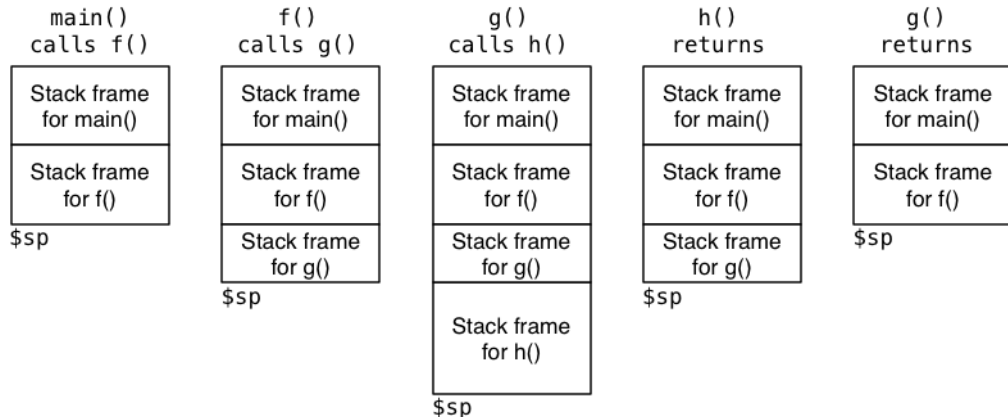 main()
calls f()
Stack frame
for main()
Stack frame
for f()
$sp
f()
calls g()
Stack frame
for main()
Stack frame
for f()
Stack frame
for g()
$sp
g()
calls h()
Stack frame
for main()
Stack frame
for f()
Stack frame
for g()
Stack frame
for h()
$sp
h()
returns
Stack frame
for main()
Stack frame
for f()
Stack frame
for g()
$sp
g()
returns
Stack frame
for main()
Stack frame
for f()
$sp